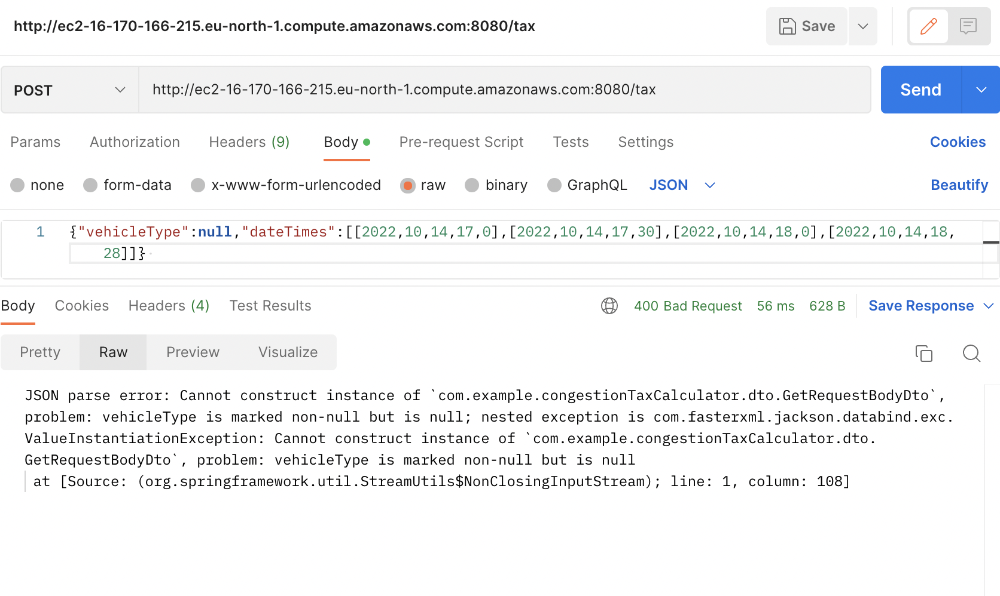 http://ec2-16-170-166-215.eu-north-1.compute.amazonaws.com:8080/tax
Save
POST
http://ec2-16-170-166-215.eu-north-1.compute.amazonaws.com:8080/tax
Send
Params Authorization Headers (9) Body Pre-request Script Tests Settings Cookies
none form-data x-www-form-urlencoded raw binary GraphQL JSON Beautify
1 {"vehicleType":null,"dateTimes":[[2022,10,14,17,0],[2022,10,14,17,30],[2022,10,14,18,0],[2022,10,14,18,
28]]}
Body Cookies Headers (4) Test Results 400 Bad Request 56 ms 628 B Save Response
Pretty Raw Preview Visualize
JSON parse error: Cannot construct instance of `com.example.congestionTaxCalculator.dto.GetRequestBodyDto`,
problem: vehicleType is marked non-null but is null; nested exception is com.fasterxml.jackson.databind.exc.
ValueInstantiationException: Cannot construct instance of `com.example.congestionTaxCalculator.dto.
GetRequestBodyDto`, problem: vehicleType is marked non-null but is null
at [Source: (org.springframework.util.StreamUtils$NonClosingInputStream); line: 1, column: 108]